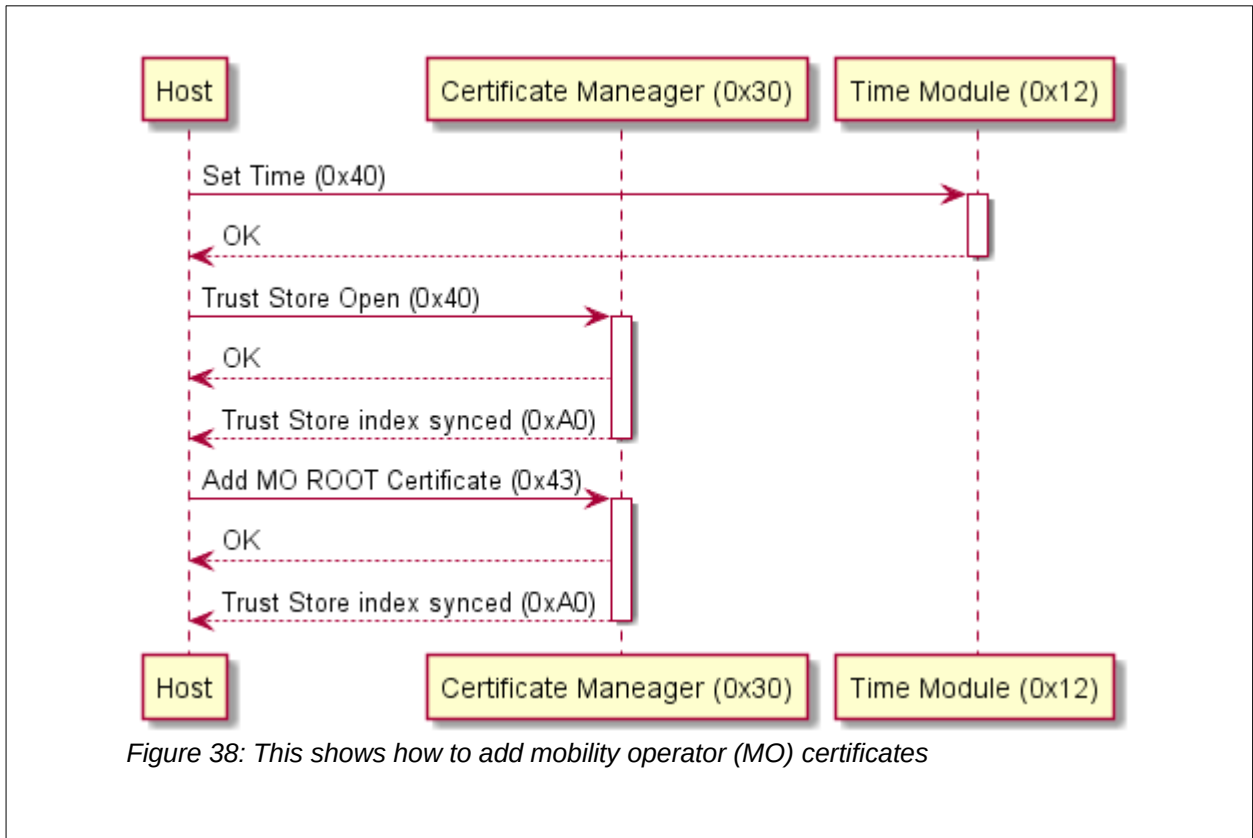 Host
Certificate Maneager (0x30)
Time Module (0x12)
Set Time (0x40)
OK
Trust Store Open (0x40)
OK
Trust Store index synced (0xA0)
Add MO ROOT Certificate (0x43)
OK
Trust Store index synced (0xA0)
Host
Certificate Maneager (0x30)
Time Module (0x12)
Figure 38: This shows how to add mobility operator (MO) certificates